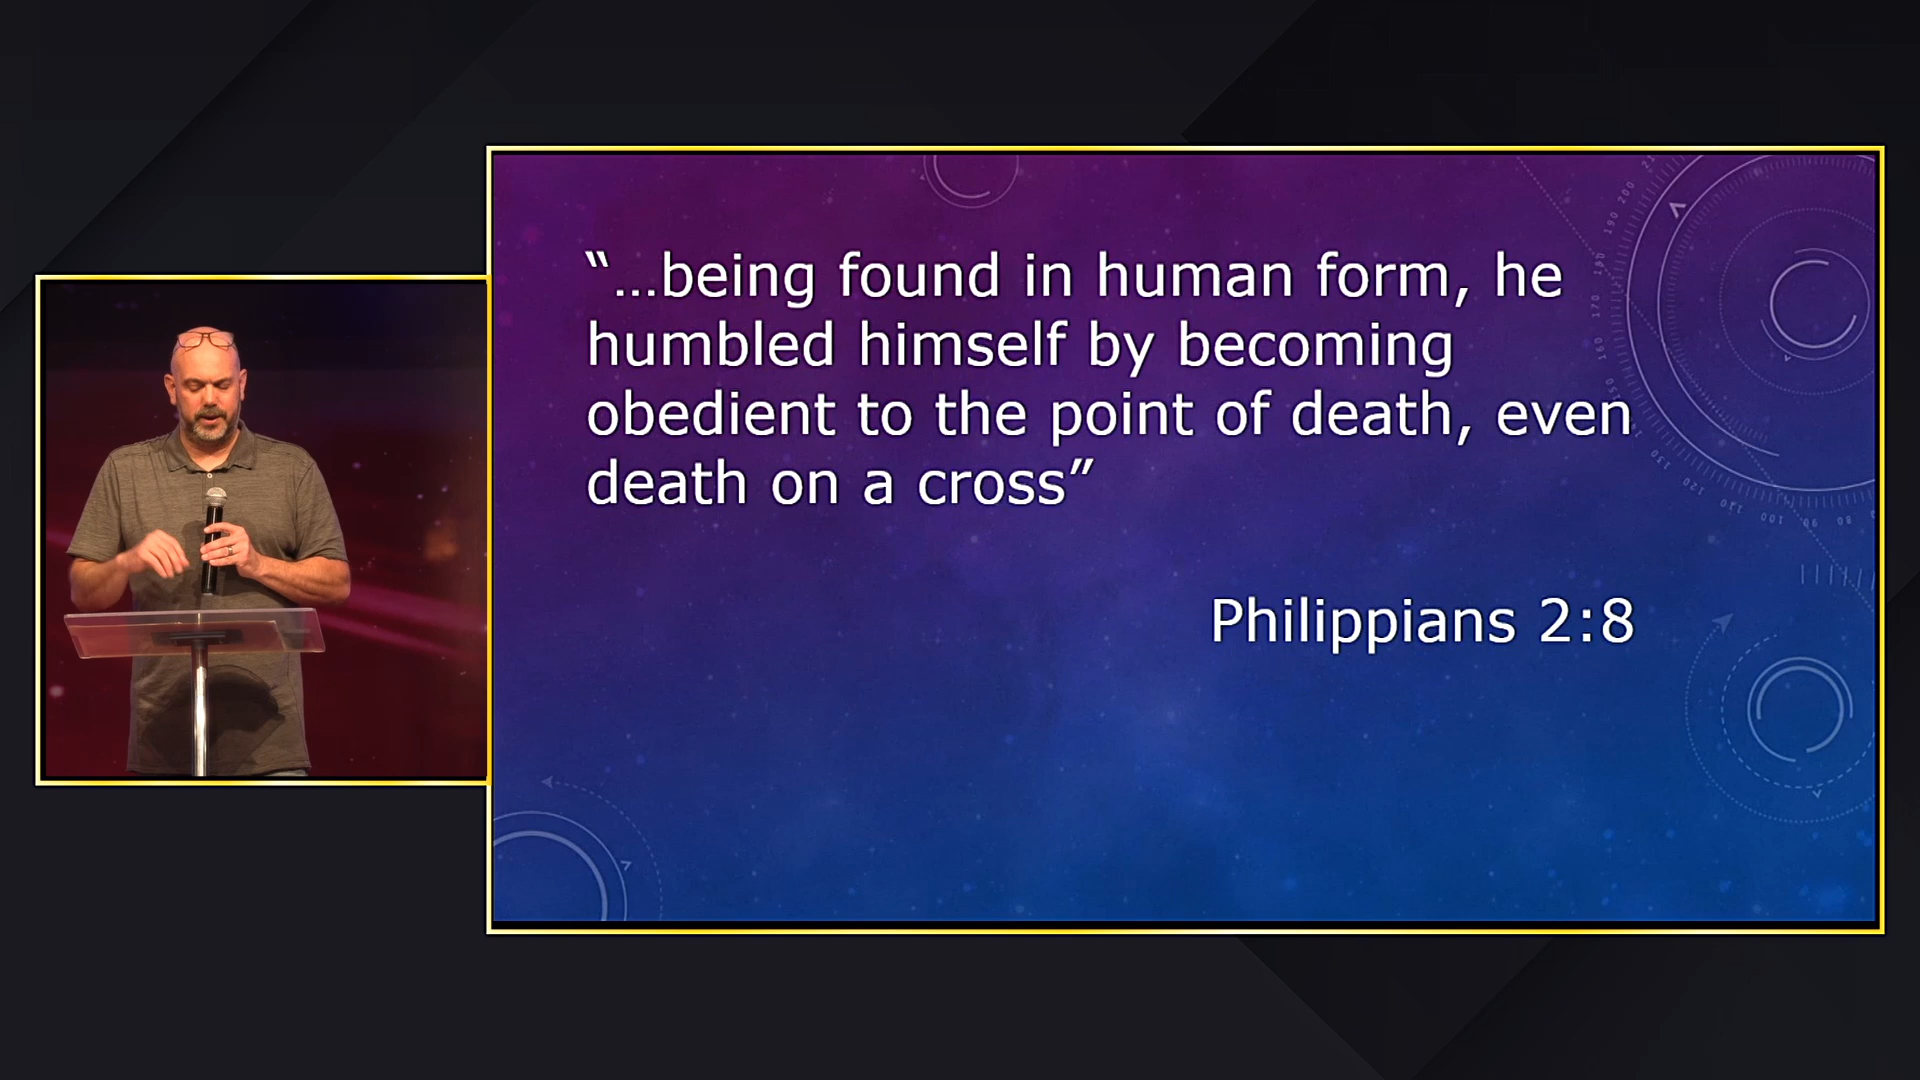 “…being found in human form, he
humbled himself by becoming
obedient to the point of death, even
death on a cross”
Philippians 2:8